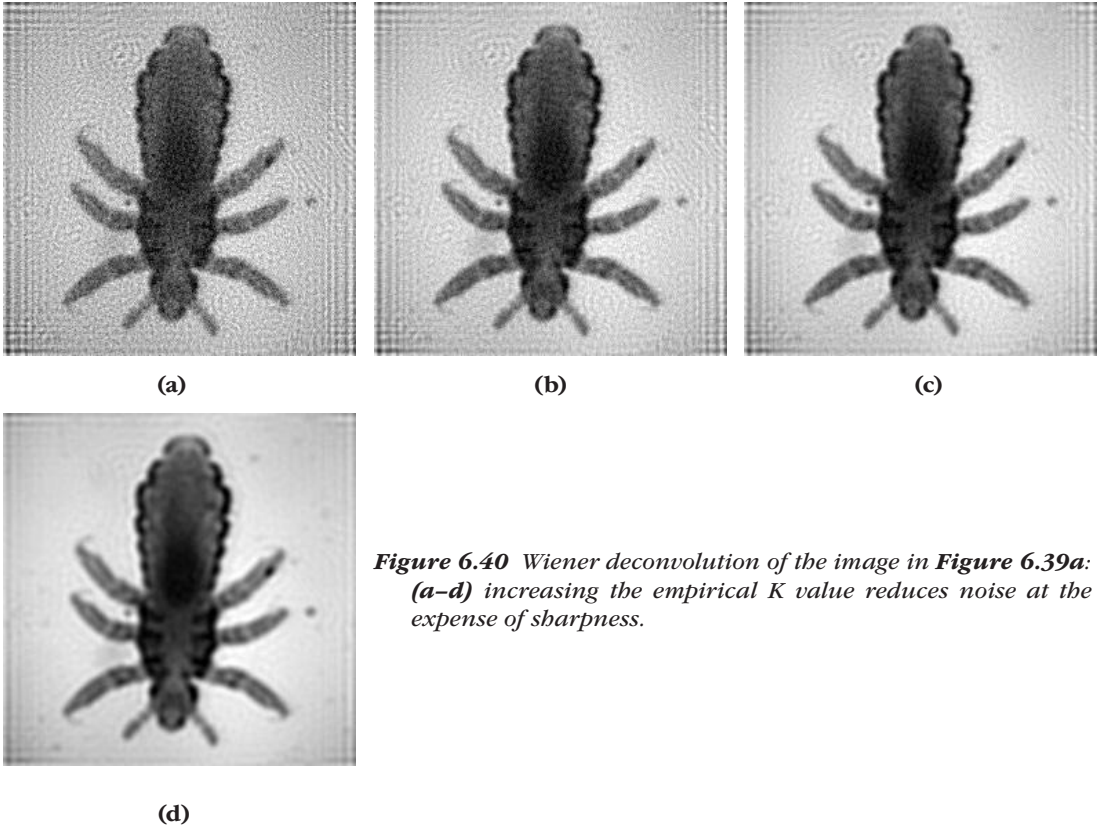 (a)
(b)
(c)
(d)
Figure 6.40 Wiener deconvolution of the image in Figure 6.39a:
(a–d) increasing the empirical K value reduces noise at the
expense of sharpness.